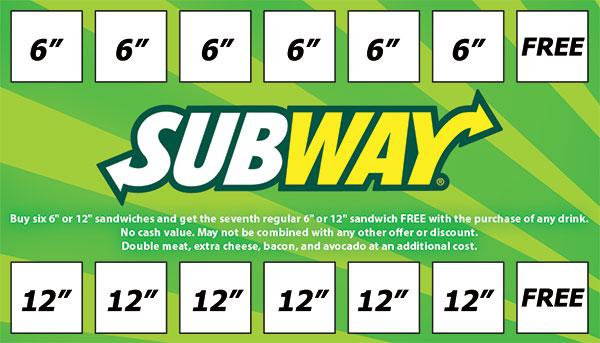 6” 6” 6” 6” 6” 6” FREE
SUBWAY®
Buy six 6" or 12" sandwiches and get the seventh regular 6" or 12" sandwich FREE with the purchase of any drink.
No cash value. May not be combined with any other offer or discount.
Double meat, extra cheese, bacon, and avocado at an additional cost.
12” 12” 12” 12” 12” 12” FREE